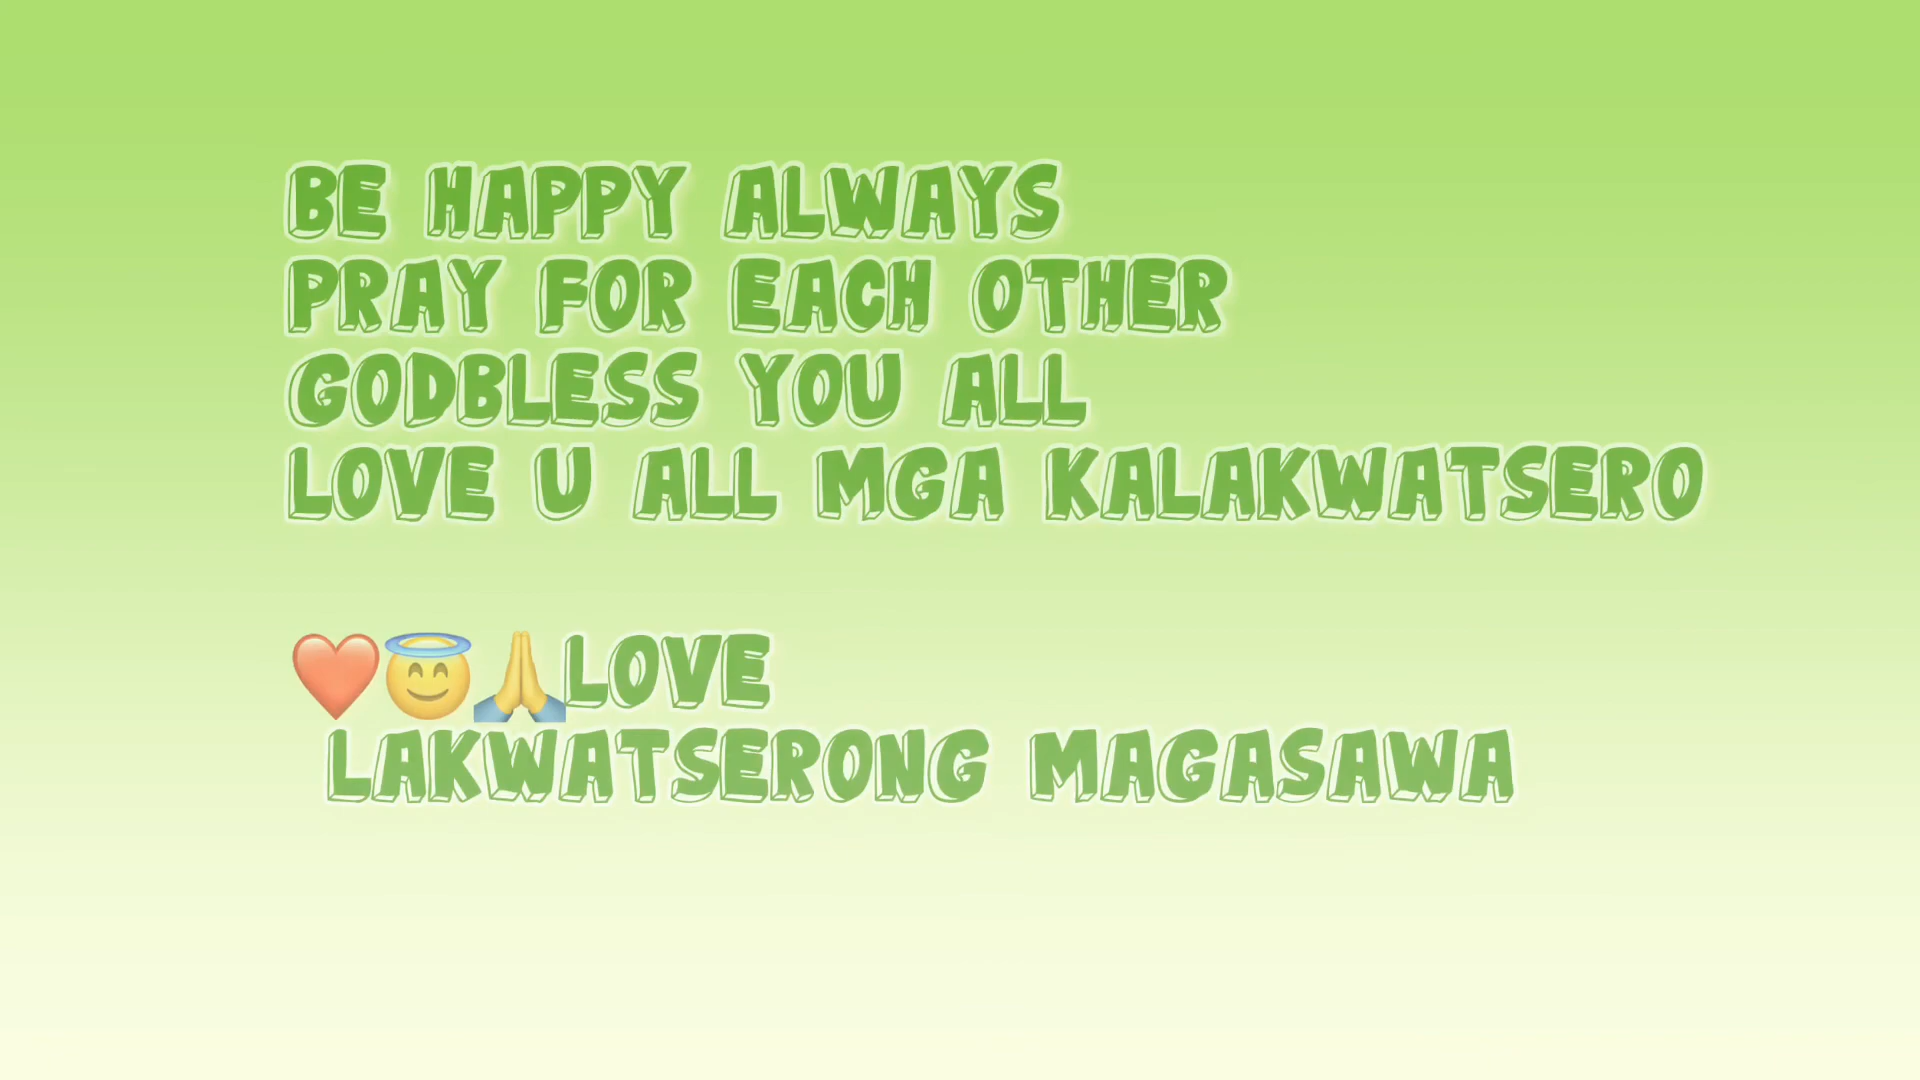 BE HAPPY ALWAYS
PRAY FOR EACH OTHER
GODBLESS YOU ALL
LOVE U ALL MGA KALAKWATSERO
❤️😇🙏LOVE
LAKWATSERONG MAGASAWA